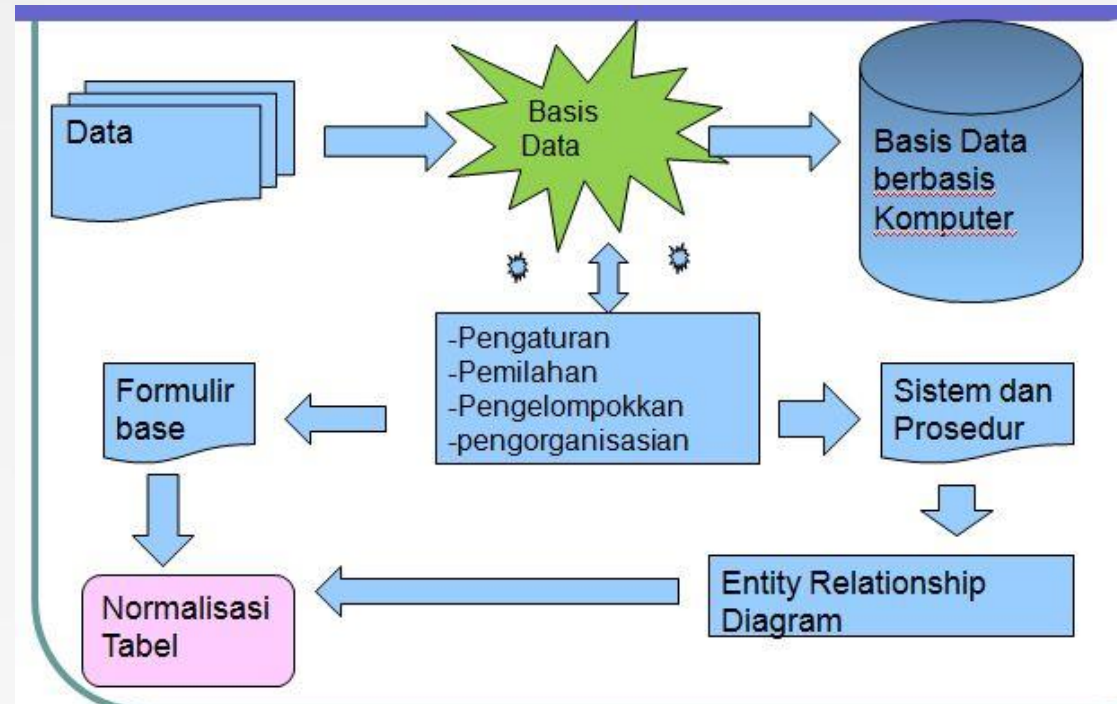 Data
Basis
Data
Basis Data
berbasis
Komputer
-Pengaturan
-Pemilahan
-Pengelompokkan
-pengorganisasian
Formulir
base
Sistem dan
Prosedur
Normalisasi
Tabel
Entity Relationship
Diagram